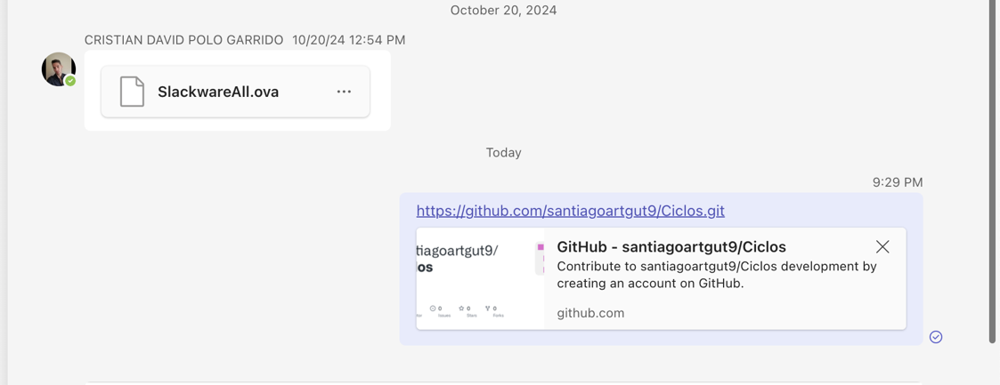 October 20, 2024
CRISTIAN DAVID POLO GARRIDO 10/20/24 12:54 PM
SlackwareAll.ova
Today
9:29 PM
https://github.com/santiagoartgut9/Ciclos.git
tiagoartgut9/
los
0
Issues
0
Stars
0
Forks
GitHub - santiagoartgut9/Ciclos
Contribute to santiagoartgut9/Ciclos development by
creating an account on GitHub.
github.com